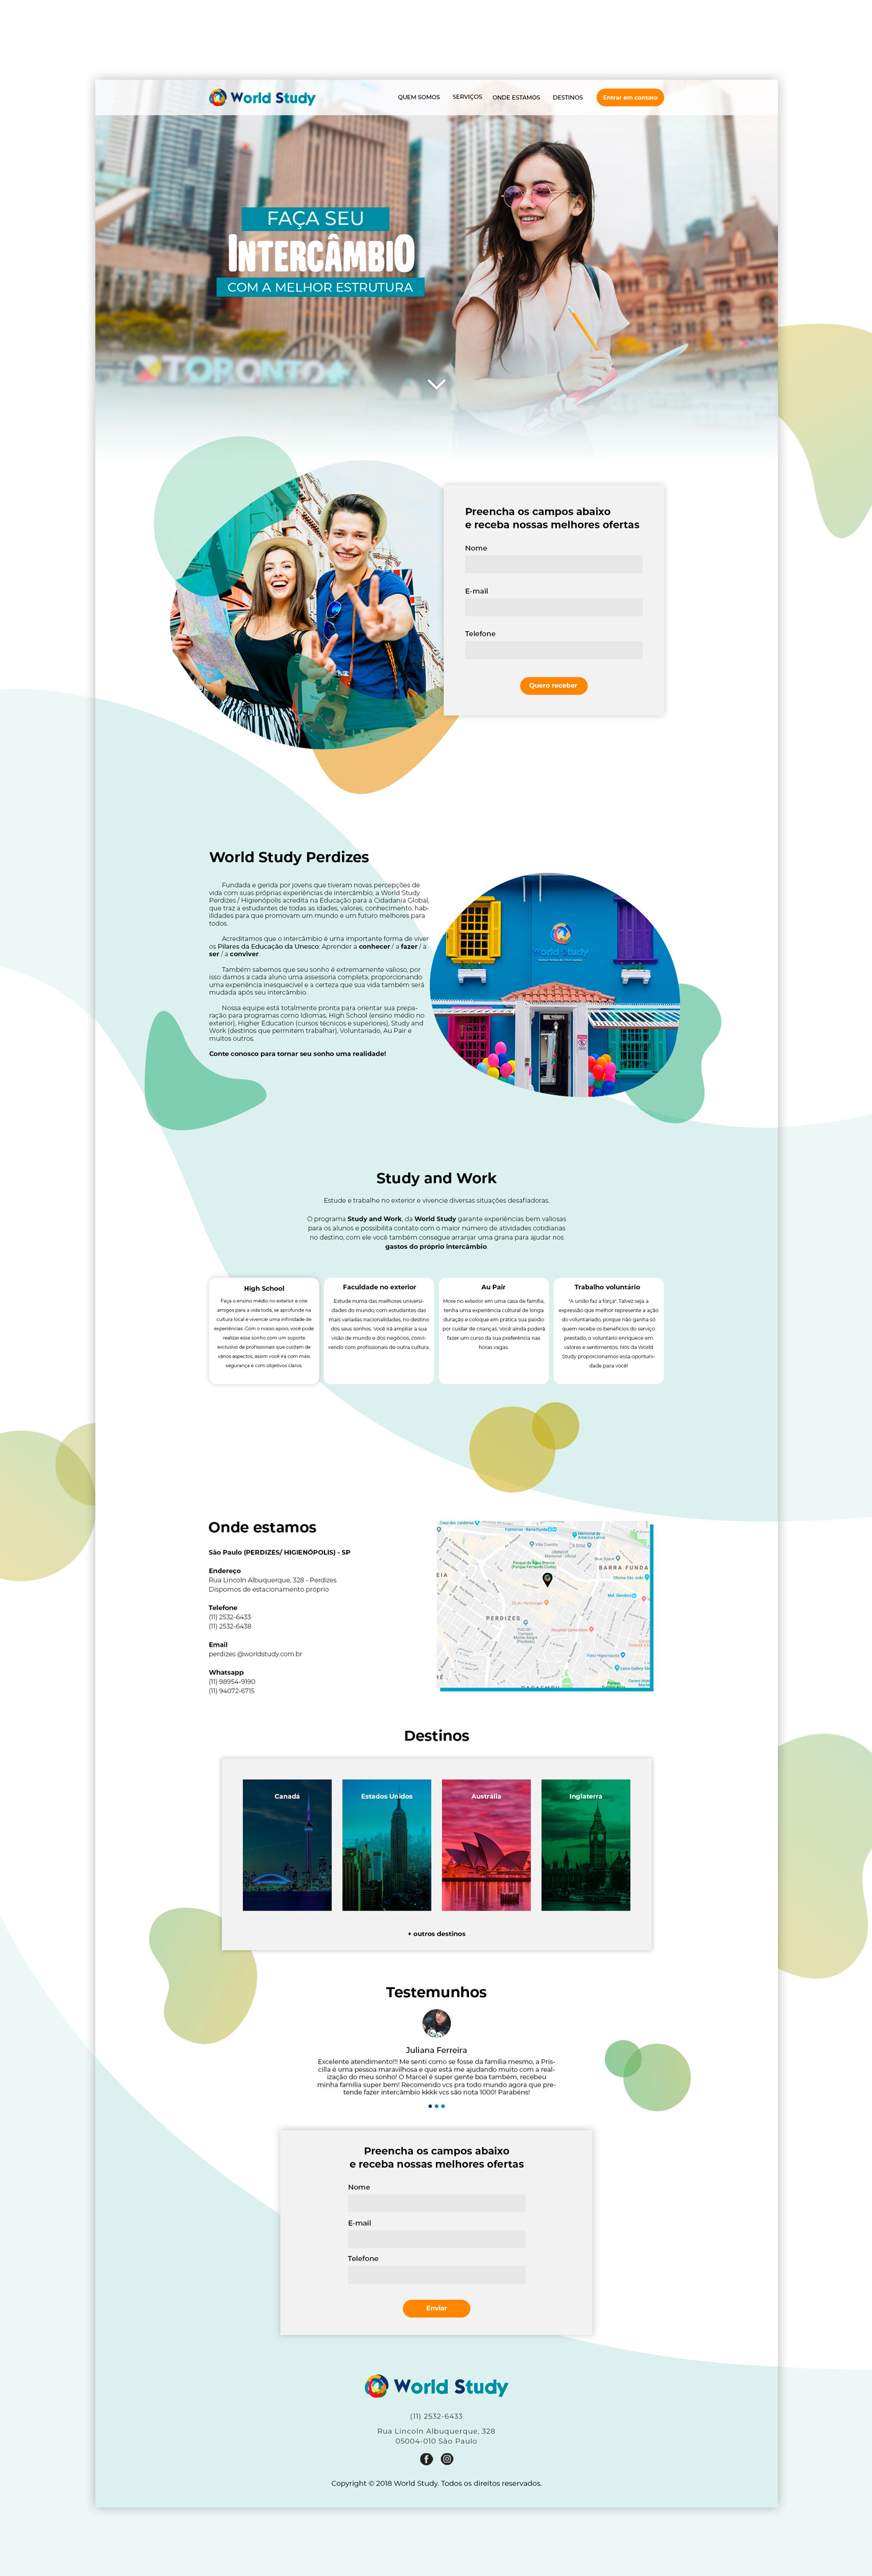 World Study
QUEM SOMOS
SERVIÇOS
ONDE ESTAMOS
DESTINOS
Entrar em contato
FAÇA SEU
INTERCÂMBIO
COM A MELHOR ESTRUTURA
TORONTO
Preencha os campos abaixo
e receba nossas melhores ofertas
Nome
E-mail
Telefone
Quero receber
World Study Perdizes
Fundada e gerida por jovens que tiveram novas percepções de
vida com suas próprias experiências de intercâmbio, a World Study
Perdizes / Higienópolis acredita na Educação para a Cidadania Global,
que traz a estudantes de todas as idades, valores, conhecimento, hab-
ilidades para que promovam um mundo e um futuro melhores para
todos.
Acreditamos que o intercâmbio é uma importante forma de viver
os Pilares da Educação da Unesco: Aprender a conhecer / a fazer / a
ser / a conviver.
Também sabemos que seu sonho é extremamente valioso, por
isso damos a cada aluno uma assessoria completa, proporcionando
uma experiência inesquecível e a certeza que sua vida também será
mudada após seu intercâmbio.
Nossa equipe está totalmente pronta para orientar sua prepa-
ração para programas como Idiomas, High School (ensino médio no
exterior), Higher Education (cursos técnicos e superiores), Study and
Work (destinos que permitem trabalhar), Voluntariado, Au Pair e
muitos outros.
Conte conosco para tornar seu sonho uma realidade!
World Study
Study and Work
Estude e trabalhe no exterior e vivencie diversas situações desafiadoras.
O programa Study and Work, da World Study garante experiências bem valiosas
para os alunos e possibilita contato com o maior número de atividades cotidianas
no destino, com ele você também consegue arranjar uma grana para ajudar nos
gastos do próprio intercâmbio.
High School
Faça o ensino médio no exterior e crie
amigos para a vida toda, se aprofunde na
cultura local e vivencie uma infinidade de
experiências. Com o nosso apoio, você pode
realizar esse sonho com um suporte
exclusivo de profissionais que cuidam de
vários aspectos, assim você irá com mais
segurança e com objetivos claros.
Faculdade no exterior
Estude numa das melhores universi-
dades do mundo, com estudantes das
mais variadas nacionalidades, no destino
dos seus sonhos. Você irá ampliar a sua
visão de mundo e dos negócios, convi-
vendo com profissionais de outra cultura.
Au Pair
More no exterior em uma casa de família,
tenha uma experiência cultural de longa
duração e coloque em prática sua paixão
por cuidar de crianças. Você ainda poderá
fazer um curso da sua preferência nas
horas vagas.
Trabalho voluntário
"A união faz a força". Talvez seja a
expressão que melhor represente a ação
do voluntariado, porque não ganha só
quem recebe os benefícios do serviço
prestado, o voluntário enriquece em
valores e sentimentos. Nós da World
Study proporcionamos essa oportuni-
dade para você!
Onde estamos
São Paulo (PERDIZES/ HIGIENÓPOLIS) - SP
Endereço
Rua Lincoln Albuquerque, 328 - Perdizes
Dispomos de estacionamento próprio
Telefone
(11) 2532-6433
(11) 2532-6438
Email
perdizes @worldstudy.com.br
Whatsapp
(11) 98954-9190
(11) 94072-6715
BARRA FUNDA
PERDIZES
Destinos
Canadá
Estados Unidos
Austrália
Inglaterra
+ outros destinos
Testemunhos
Juliana Ferreira
Excelente atendimento!!! Me senti como se fosse da família mesmo, a Pris-
cilla é uma pessoa maravilhosa e que está me ajudando muito com a real-
ização do meu sonho! O Marcel é super gente boa também, recebeu
minha família super bem! Recomendo vcs pra todo mundo agora que pre-
tende fazer intercâmbio kkkk vcs são nota 1000! Parabéns!
Preencha os campos abaixo
e receba nossas melhores ofertas
Nome
E-mail
Telefone
Enviar
World Study
(11) 2532-6433
Rua Lincoln Albuquerque, 328
05004-010 São Paulo
Copyright © 2018 World Study. Todos os direitos reservados.